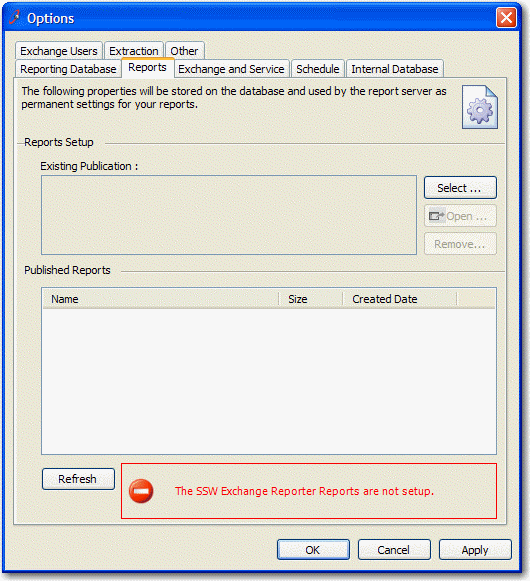 Options
Exchange Users Extraction Other
Reporting Database Reports Exchange and Service Schedule Internal Database
The following properties will be stored on the database and used by the report server as
permanent settings for your reports.
Reports Setup
Existing Publication :
Select ...
Open ...
Remove...
Published Reports
Name Size Created Date
Refresh
The SSW Exchange Reporter Reports are not setup.
OK Cancel Apply